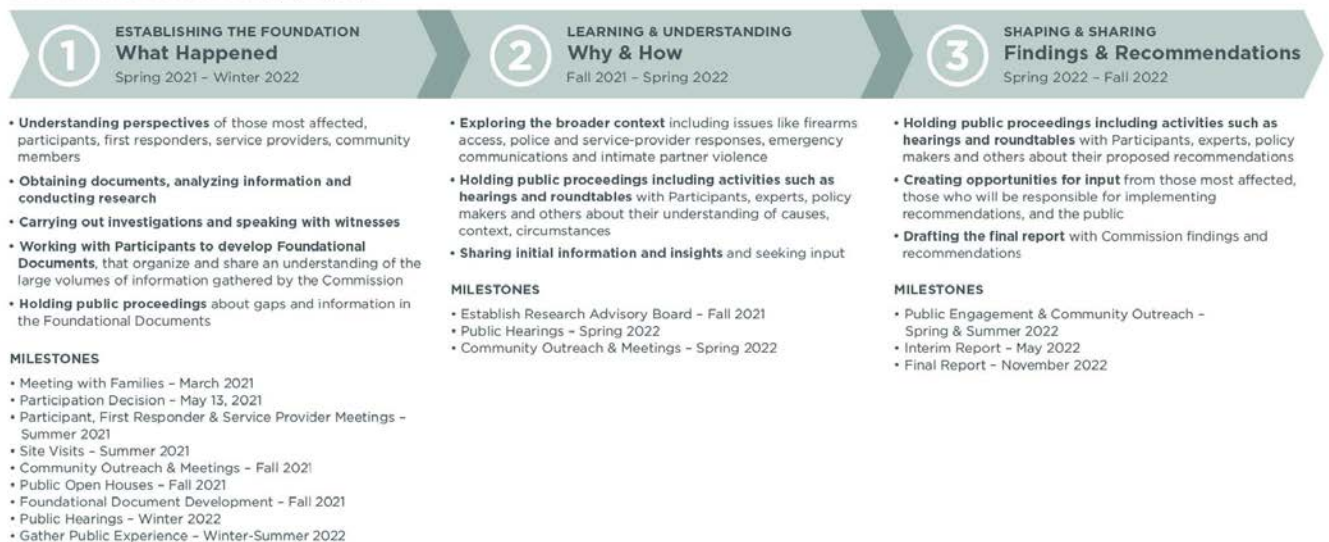 1
ESTABLISHING THE FOUNDATION
What Happened
Spring 2021 – Winter 2022
• Understanding perspectives of those most affected,
participants, first responders, service providers, community
members
• Obtaining documents, analyzing information and
conducting research
• Carrying out investigations and speaking with witnesses
• Working with Participants to develop Foundational
Documents, that organize and share an understanding of the
large volumes of information gathered by the Commission
• Holding public proceedings about gaps and information in
the Foundational Documents
MILESTONES
• Meeting with Families – March 2021
• Participation Decision – May 13, 2021
• Participant, First Responder & Service Provider Meetings –
Summer 2021
• Site Visits – Summer 2021
• Community Outreach & Meetings – Fall 2021
• Public Open Houses – Fall 2021
• Foundational Document Development – Fall 2021
• Public Hearings – Winter 2022
• Gather Public Experience – Winter-Summer 2022
2
LEARNING & UNDERSTANDING
Why & How
Fall 2021 – Spring 2022
• Exploring the broader context including issues like firearms
access, police and service-provider responses, emergency
communications and intimate partner violence
• Holding public proceedings including activities such as
hearings and roundtables with Participants, experts, policy
makers and others about their understanding of causes,
context, circumstances
• Sharing initial information and insights and seeking input
MILESTONES
• Establish Research Advisory Board – Fall 2021
• Public Hearings – Spring 2022
• Community Outreach & Meetings – Spring 2022
3
SHAPING & SHARING
Findings & Recommendations
Spring 2022 – Fall 2022
• Holding public proceedings including activities such as
hearings and roundtables with Participants, experts, policy
makers and others about their proposed recommendations
• Creating opportunities for input from those most affected,
those who will be responsible for implementing
recommendations, and the public
• Drafting the final report with Commission findings and
recommendations
MILESTONES
• Public Engagement & Community Outreach –
Spring & Summer 2022
• Interim Report – May 2022
• Final Report – November 2022